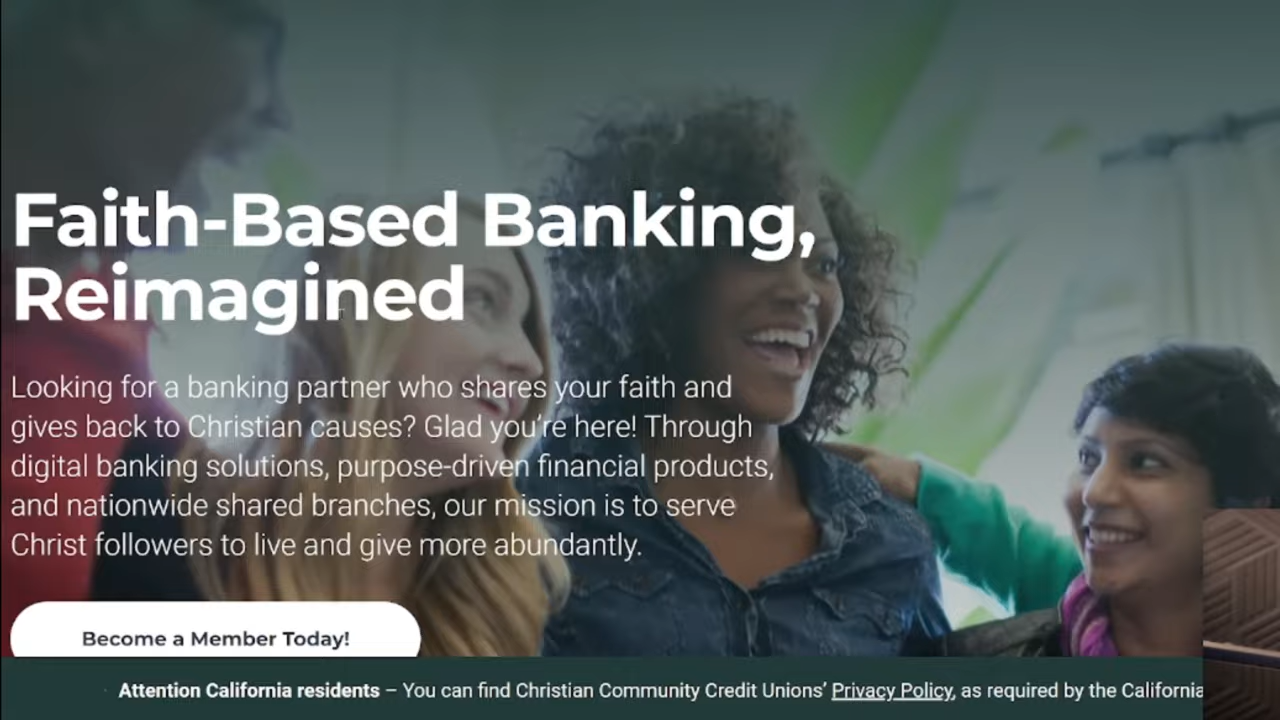 Faith-Based Banking,
Reimagined
Looking for a banking partner who shares your faith and
gives back to Christian causes? Glad you're here! Through
digital banking solutions, purpose-driven financial products,
and nationwide shared branches, our mission is to serve
Christ followers to live and give more abundantly.
Become a Member Today!
Attention California residents – You can find Christian Community Credit Unions' Privacy Policy, as required by the California